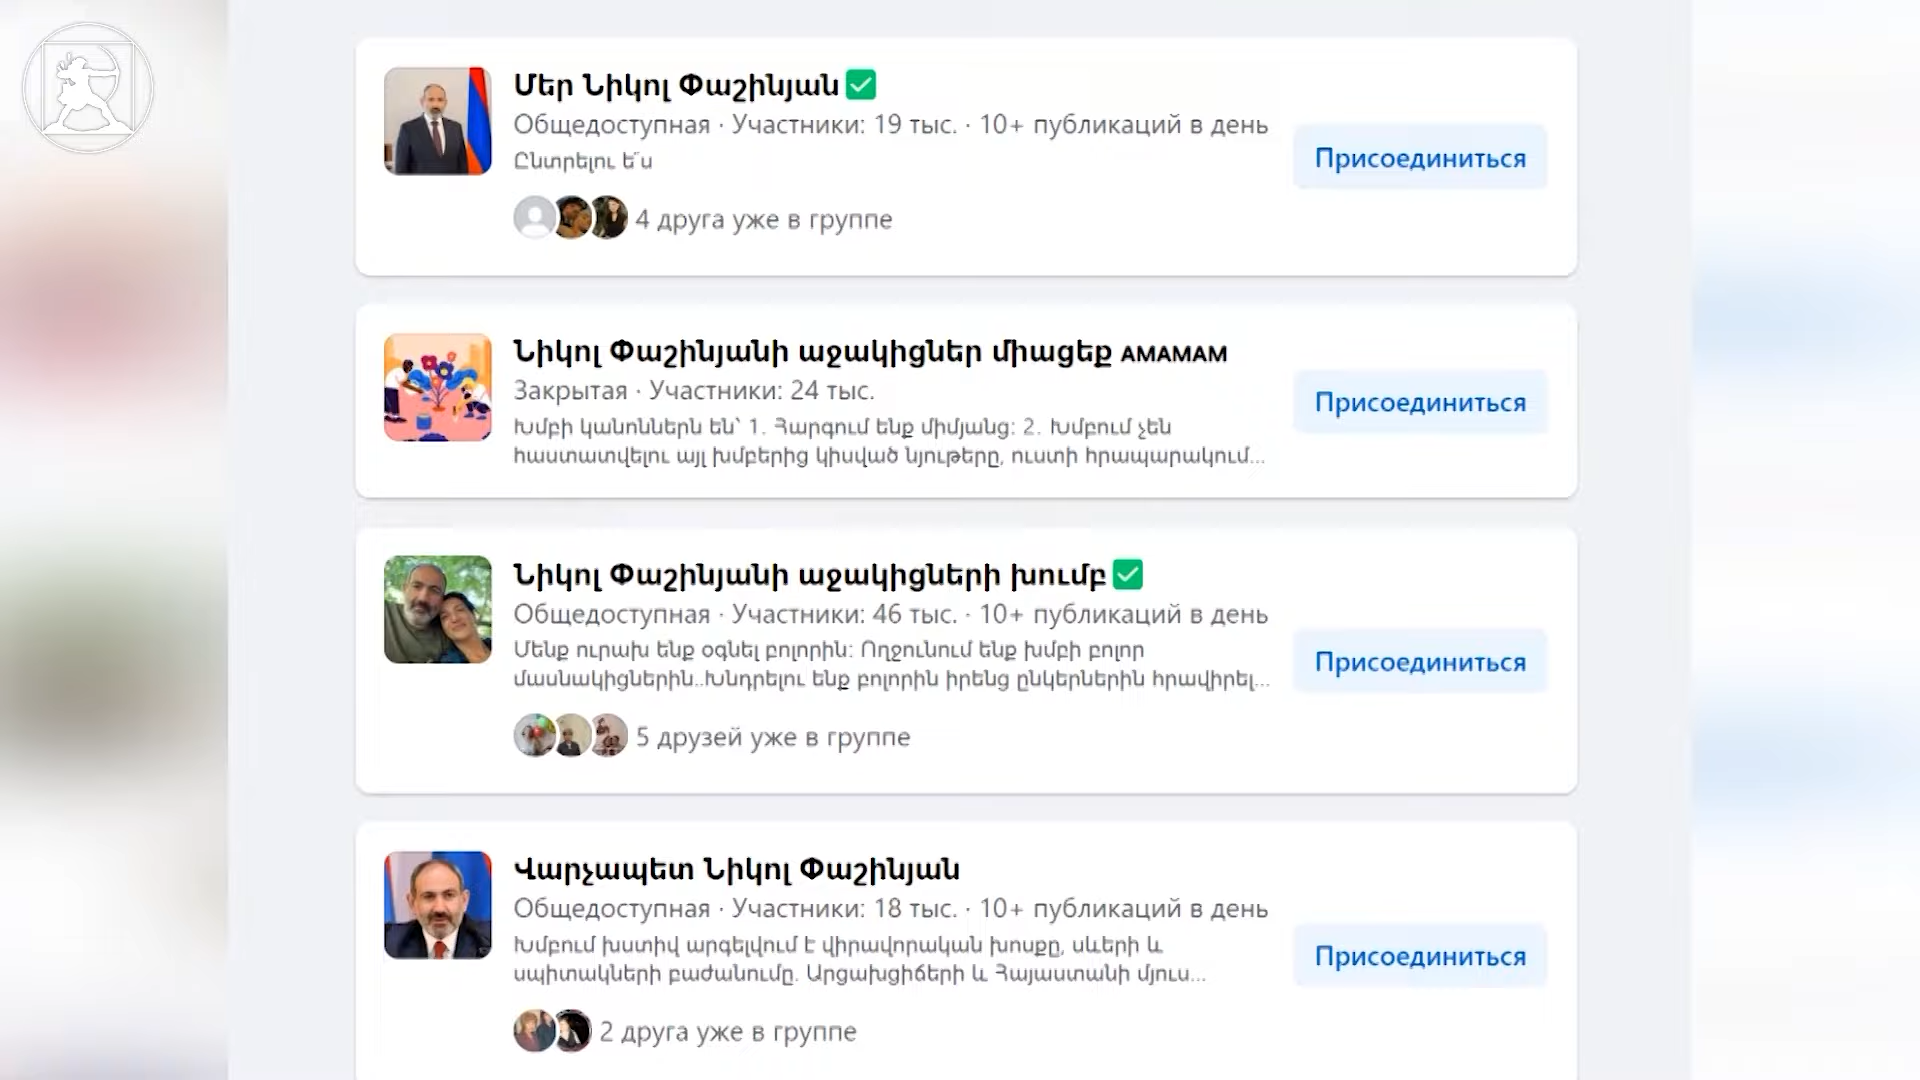 Մեր Նիկոլ Փաշինյան ✅
Общедоступная · Участники: 19 тыс. · 10+ публикаций в день
Ընտրելու ե՞ս
4 друга уже в группе
Присоединиться
Նիկոլ Փաշինյանի աջակիցներ միացեք AMAMAM
Закрытая · Участники: 24 тыс.
Խմբի կանոններն են՝ 1. Հարգում ենք միմյանց: 2. Խմբում չեն
հաստատվելու այլ խմբերից կիսված նյութերը, ուստի հրապարակում...
Присоединиться
Նիկոլ Փաշինյանի աջակիցների խումբ ✅
Общедоступная · Участники: 46 тыс. · 10+ публикаций в день
Մենք ուրախ ենք օգնել բոլորին: Ողջունում ենք խմբի բոլոր
մասնակիցներին..Խնդրելու ենք բոլորին իրենց ընկերներին հրավիրել...
5 друзей уже в группе
Присоединиться
Վարչապետ Նիկոլ Փաշինյան
Общедоступная · Участники: 18 тыс. · 10+ публикаций в день
Խմբում խստիվ արգելվում է վիրավորական խոսքը, սևերի և
սպիտակների բաժանումը. Արցախցիճերի և Հայաստանի մյուս...
2 друга уже в группе
Присоединиться